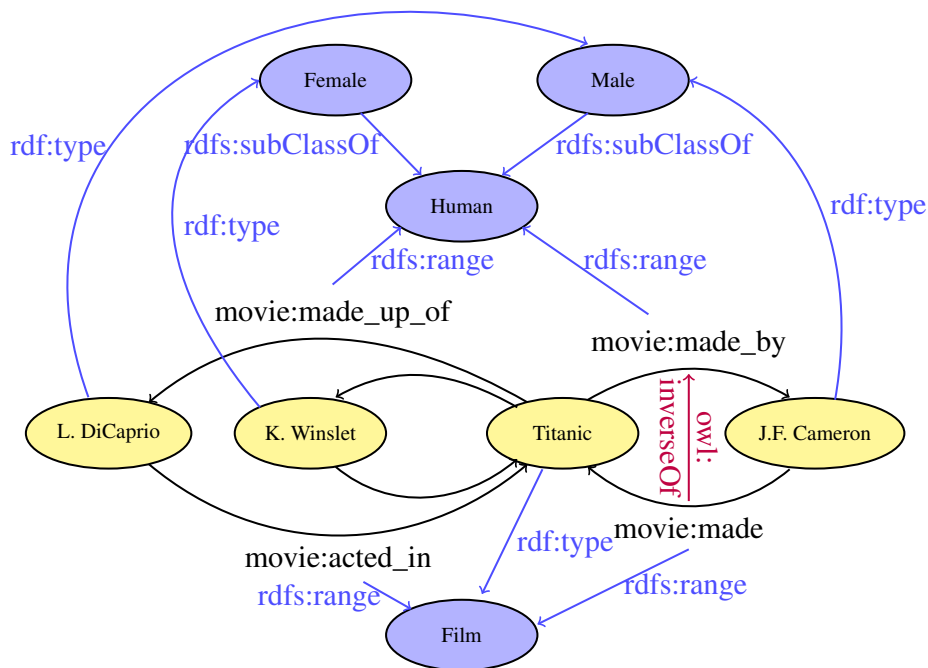 Female
Male
rdf:type
rdfs:subClassOf
rdfs:subClassOf
Human
rdf:type
rdf:type
rdfs:range
rdfs:range
movie:made_up_of
movie:made_by
owl:
inverseOf
L. DiCaprio
K. Winslet
Titanic
J.F. Cameron
movie:made
rdf:type
movie:acted_in
rdfs:range
rdfs:range
Film